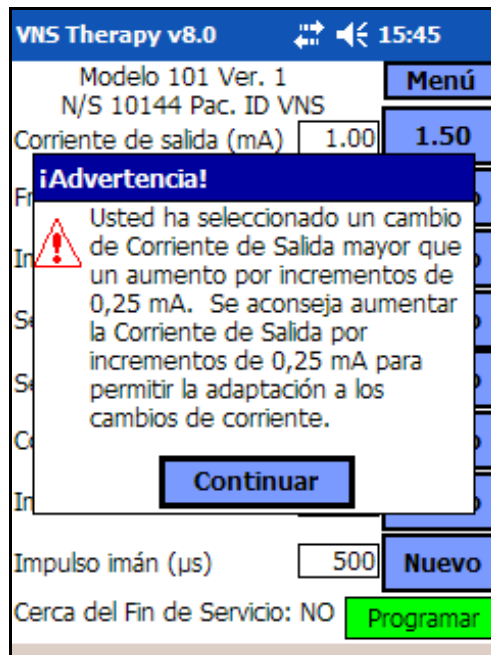 VNS Therapy v8.0 15:45
Modelo 101 Ver. 1
Menú
N/S 10144 Pac. ID VNS
Corriente de salida (mA) 1.00 1.50
¡Advertencia!
Usted ha seleccionado un cambio
de Corriente de Salida mayor que
un aumento por incrementos de
0,25 mA. Se aconseja aumentar
la Corriente de Salida por
incrementos de 0,25 mA para
permitir la adaptación a los
cambios de corriente.
Continuar
Impulso imán (µs) 500 Nuevo
Cerca del Fin de Servicio: NO Programar